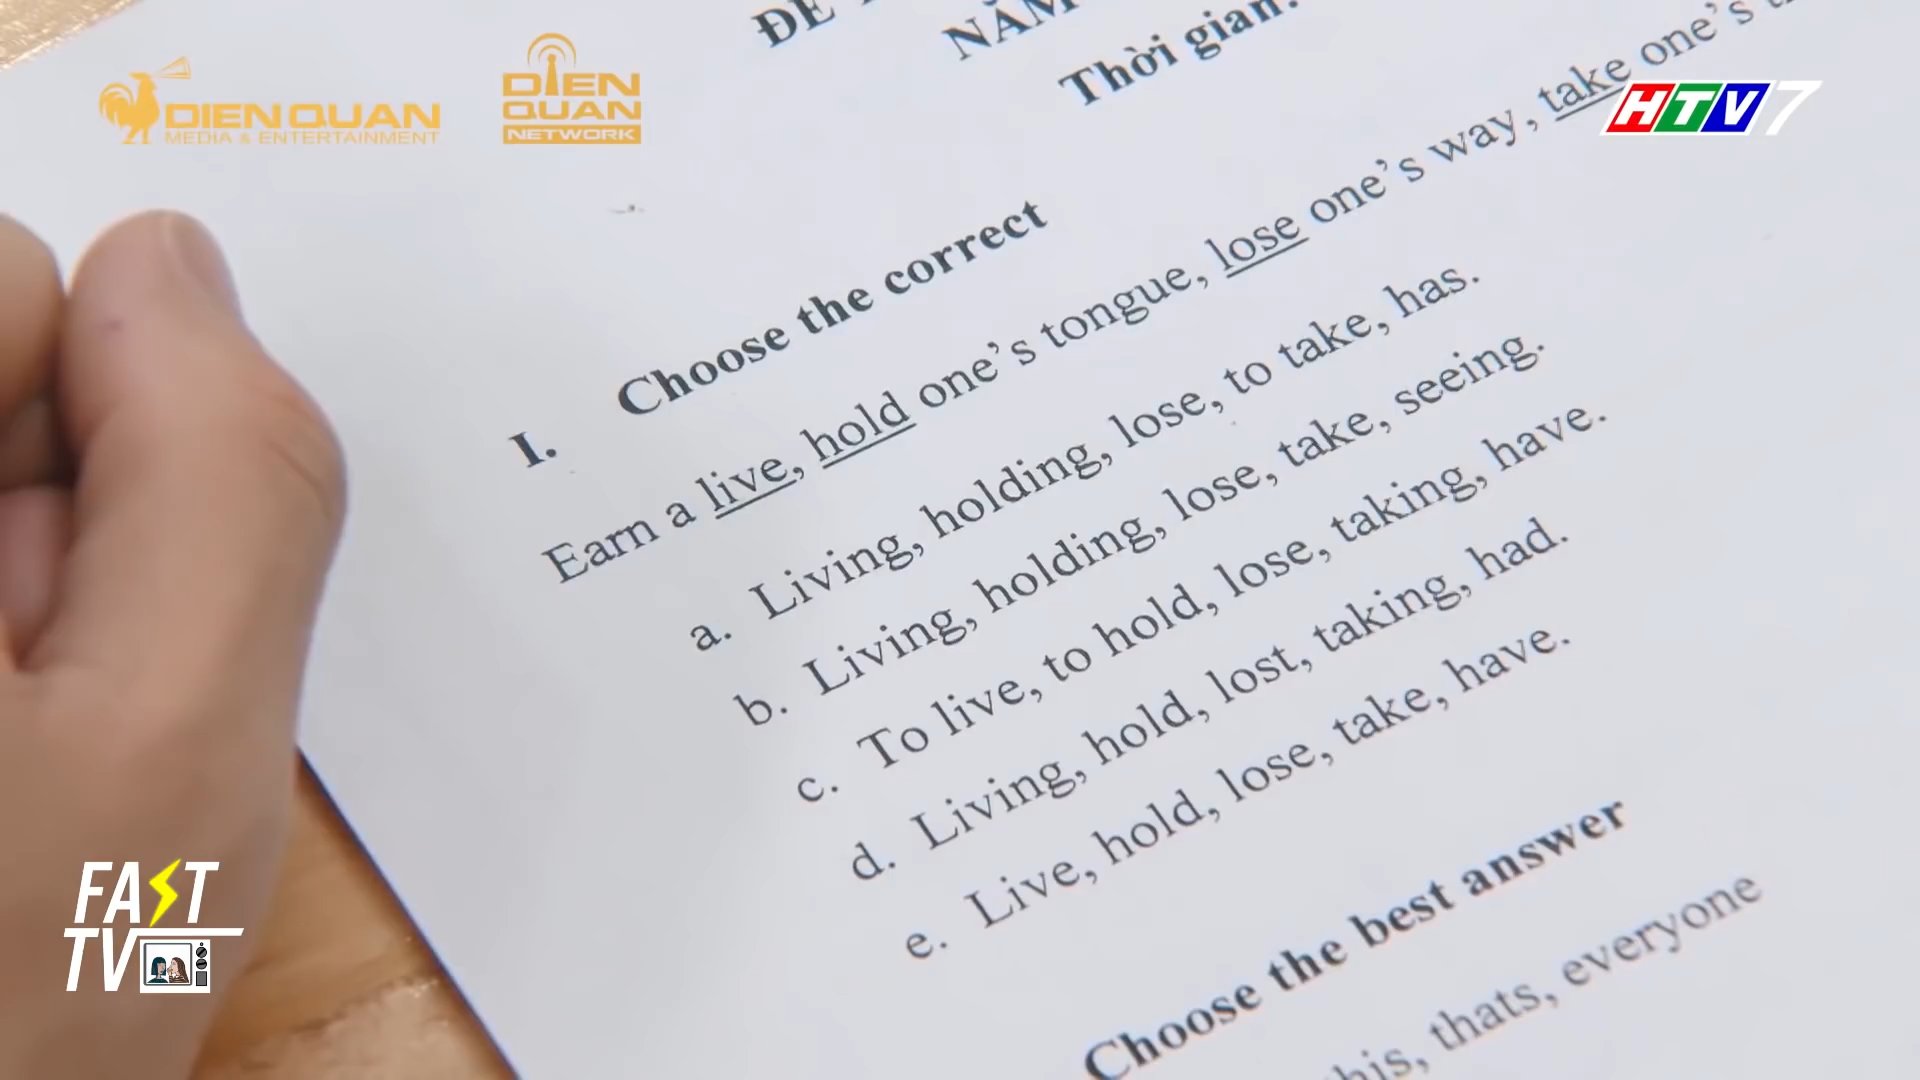 DIEN QUAN
MEDIA & ENTERTAINMENT
DIEN
QUAN
NETWORK
HTV7
ĐỀ
NĂM
Thời gian:
I. Choose the correct
Earn a live, hold one's tongue, lose one's way, take one's
a. Living, holding, lose, to take, has.
b. Living, holding, lose, take, seeing.
c. To live, to hold, lose, taking, have.
d. Living, hold, lost, taking, had.
e. Live, hold, lose, take, have.
Choose the best answer
this, thats, everyone
FAST
TV